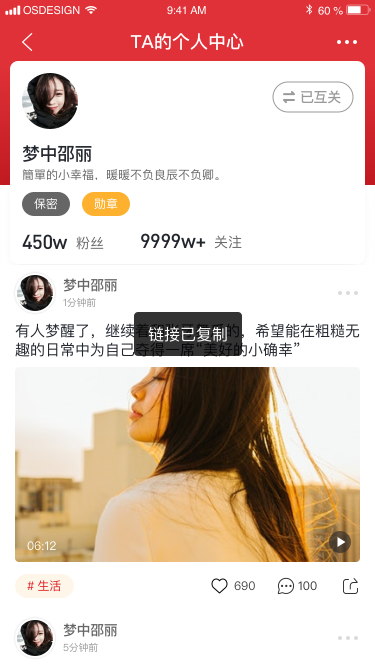 OSDESIGN
9:41 AM
60 %
TA的个人中心
已互关
梦中邵丽
簡單的小幸福，暖暖不负良辰不负卿。
保密
勋章
450w 粉丝
9999w+ 关注
梦中邵丽
1分钟前
有人梦醒了，继续 的，希望能在粗糙无
趣的日常中为自己夺得一席“美好的小确幸”
链接已复制
06:12
# 生活
690
100
梦中邵丽
5分钟前